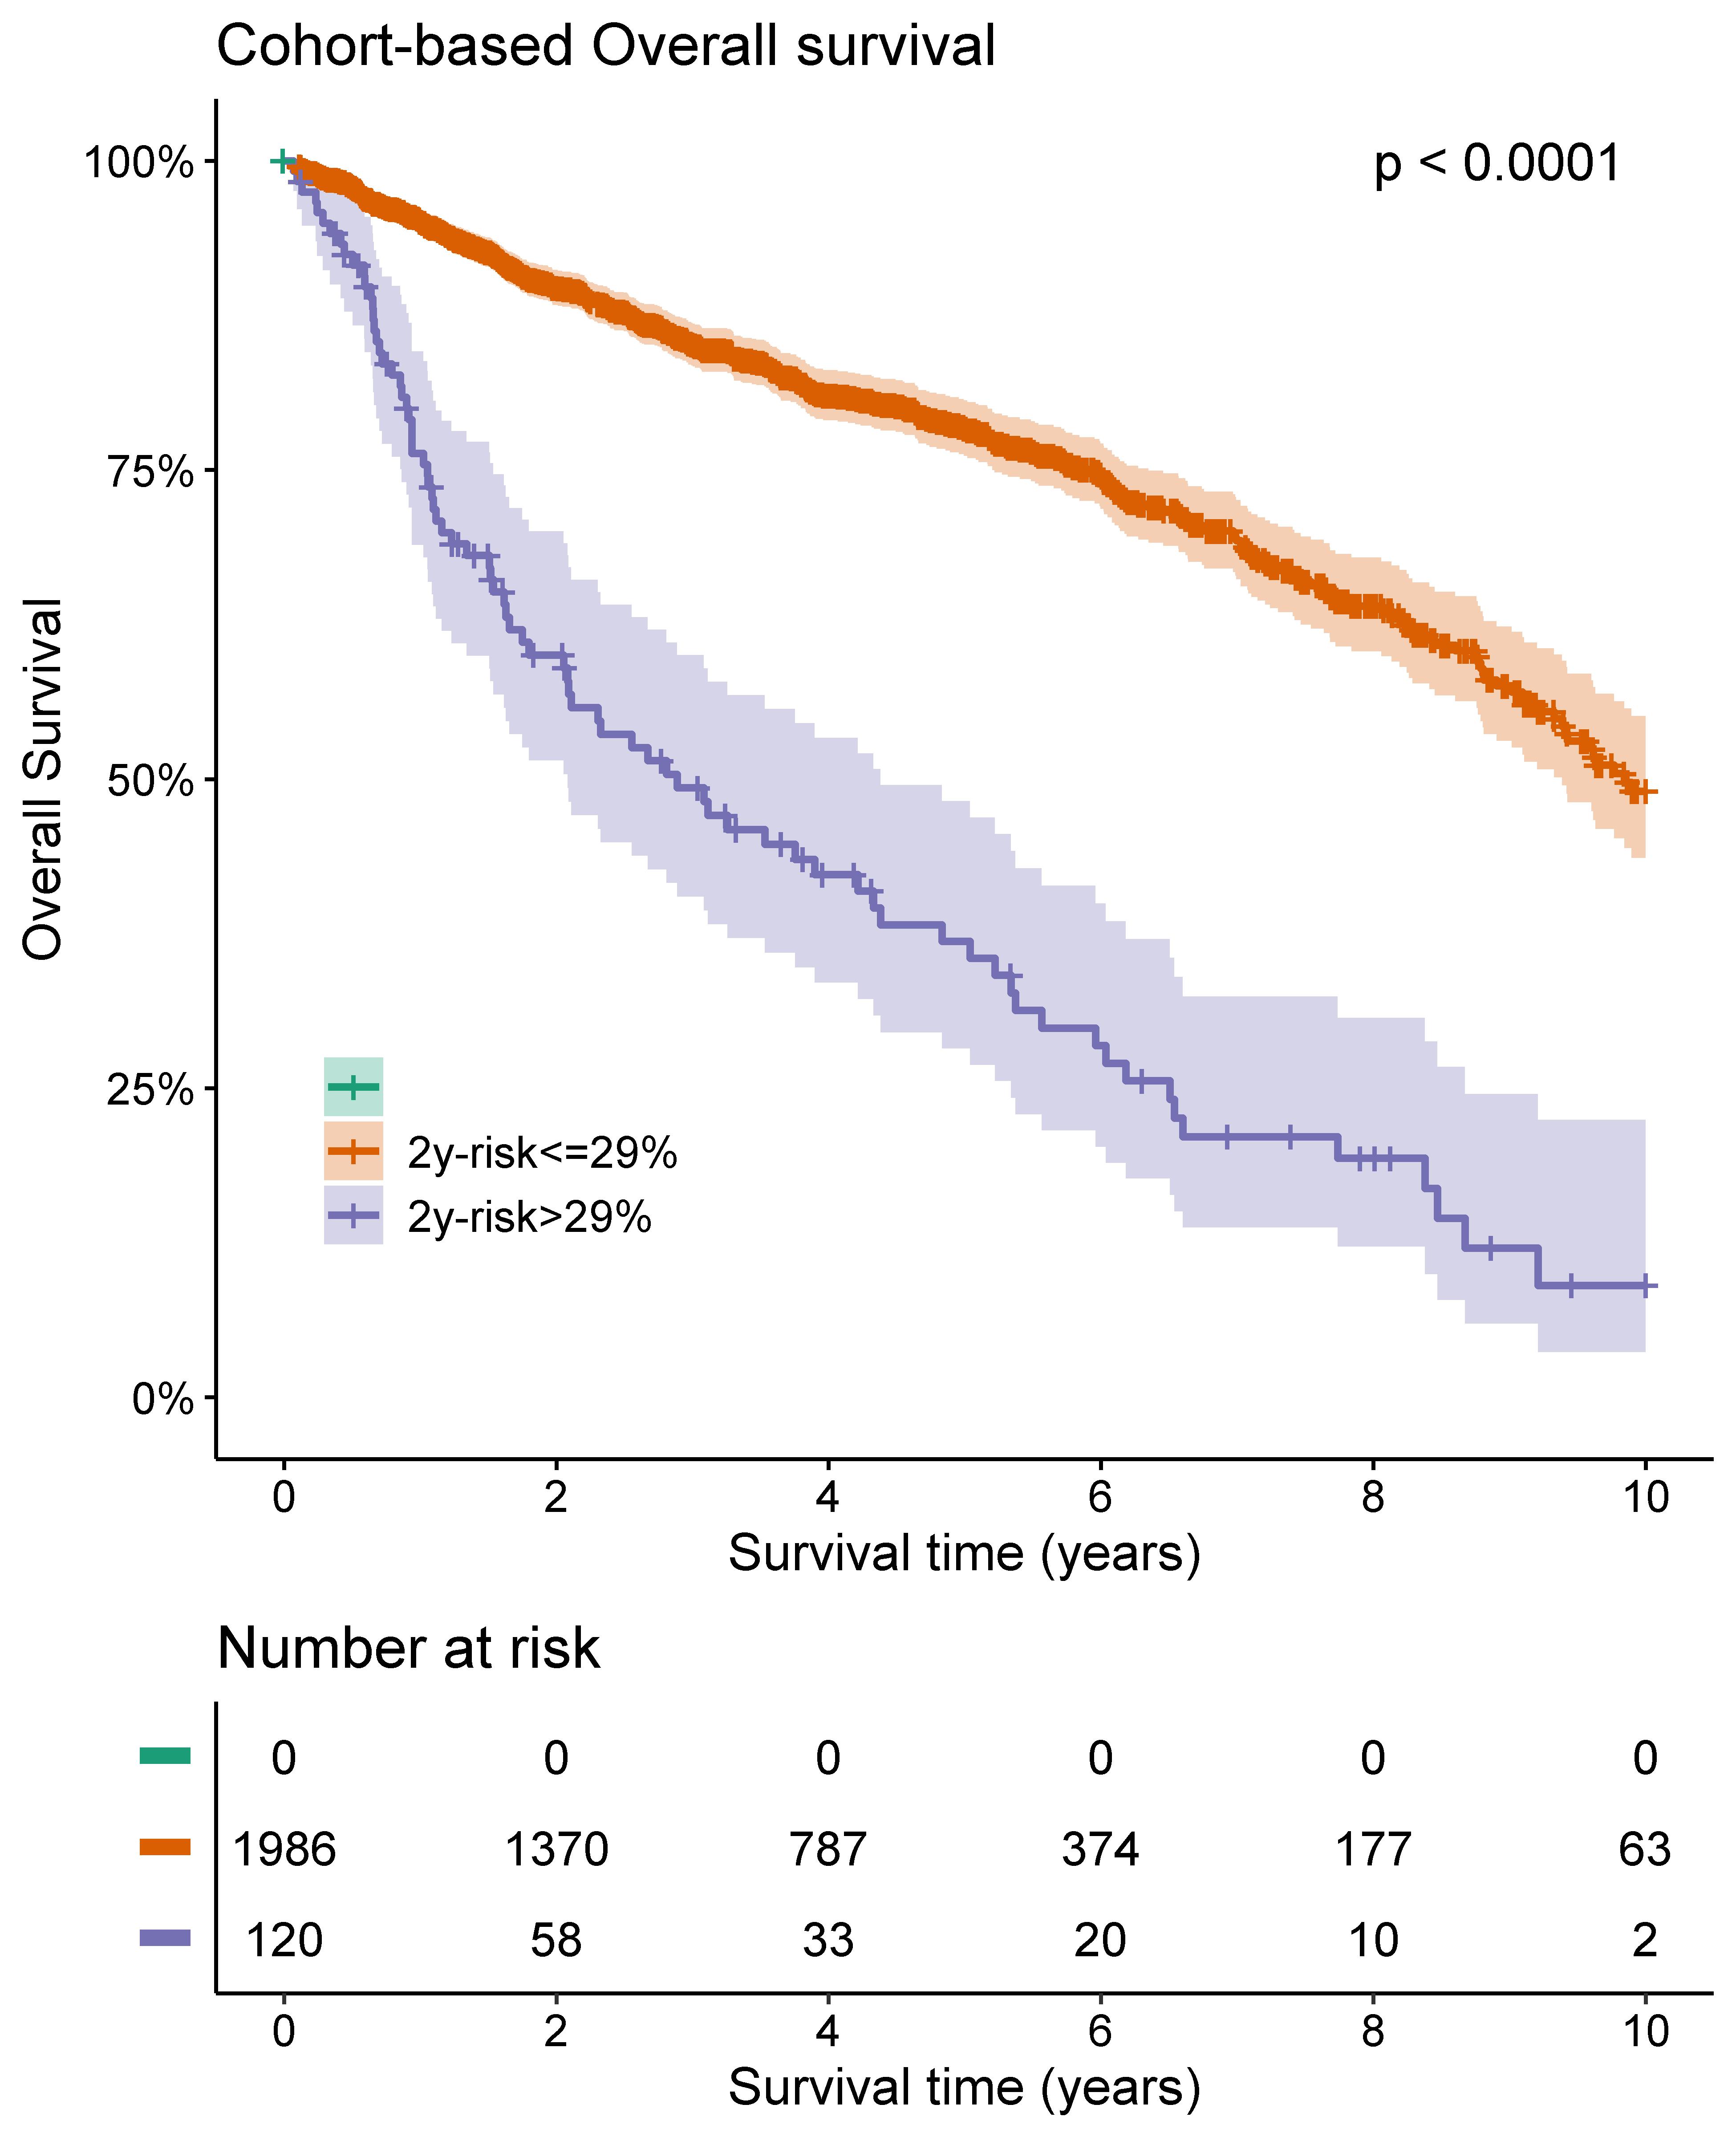 Cohort-based Overall survival
p < 0.0001
100%
75%
50%
25%
0%
Overall Survival
2y-risk<=29%
2y-risk>29%
0 2 4 6 8 10
Survival time (years)
Number at risk
0 0 0 0 0 0
1986 1370 787 374 177 63
120 58 33 20 10 2
0 2 4 6 8 10
Survival time (years)